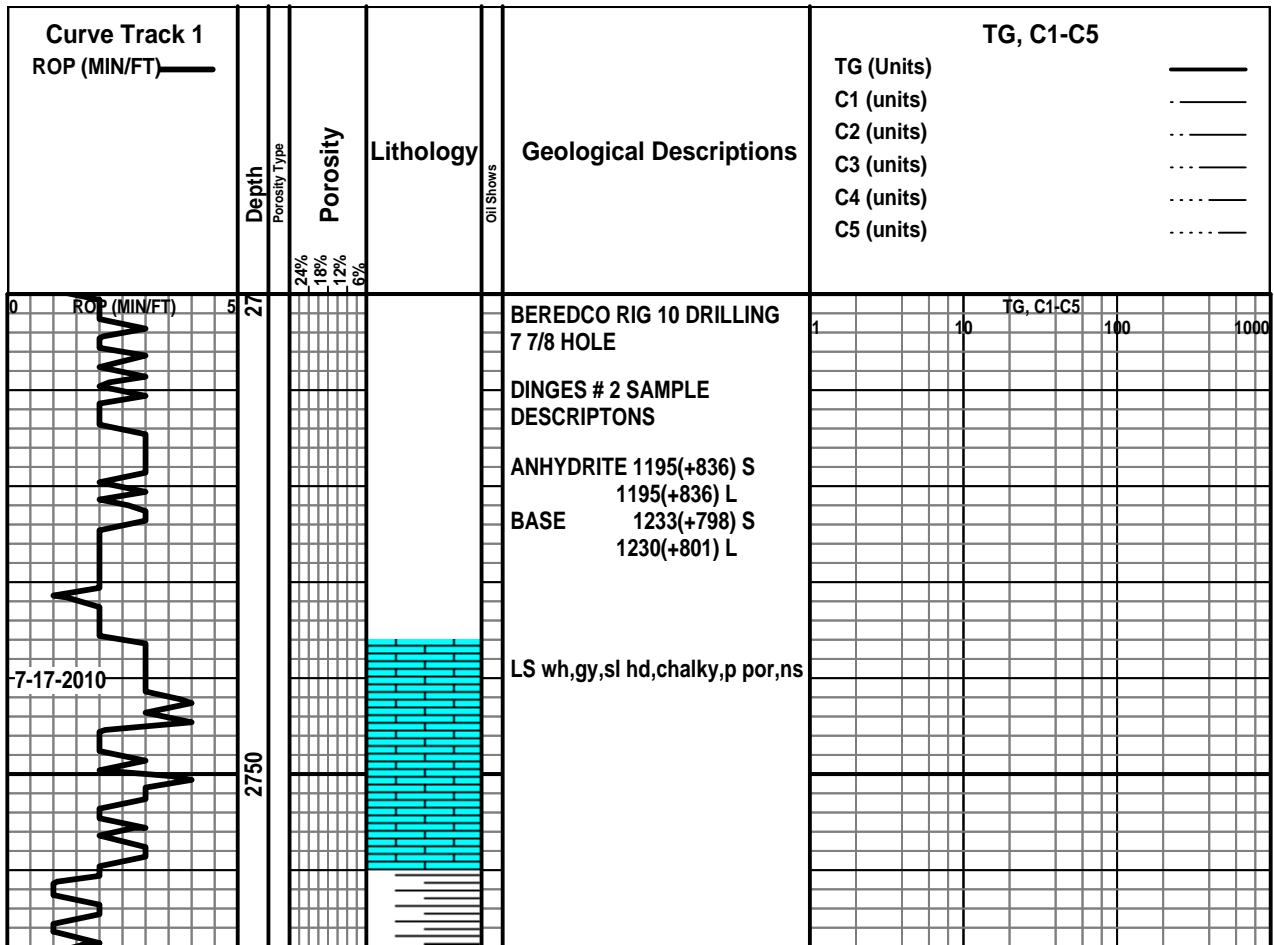 Curve Track 1
ROP (MIN/FT)
Depth
Porosity Type
Porosity
24%
18%
12%
6%
Lithology
Oil Shows
Geological Descriptions
TG, C1-C5
TG (Units)
C1 (units)
C2 (units)
C3 (units)
C4 (units)
C5 (units)
0 ROP (MIN/FT) 5
27
TG, C1-C5
1 10 100 1000
BEREDCO RIG 10 DRILLING
7 7/8 HOLE
DINGES # 2 SAMPLE
DESCRIPTONS
ANHYDRITE 1195(+836) S
1195(+836) L
BASE 1233(+798) S
1230(+801) L
LS wh,gy,sl hd,chalky,p por,ns
7-17-2010
2750